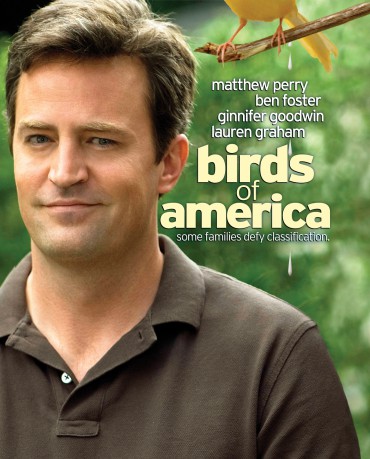 matthew perry
ben foster
ginnifer goodwin
lauren graham
birds
of
america
some families defy classification.